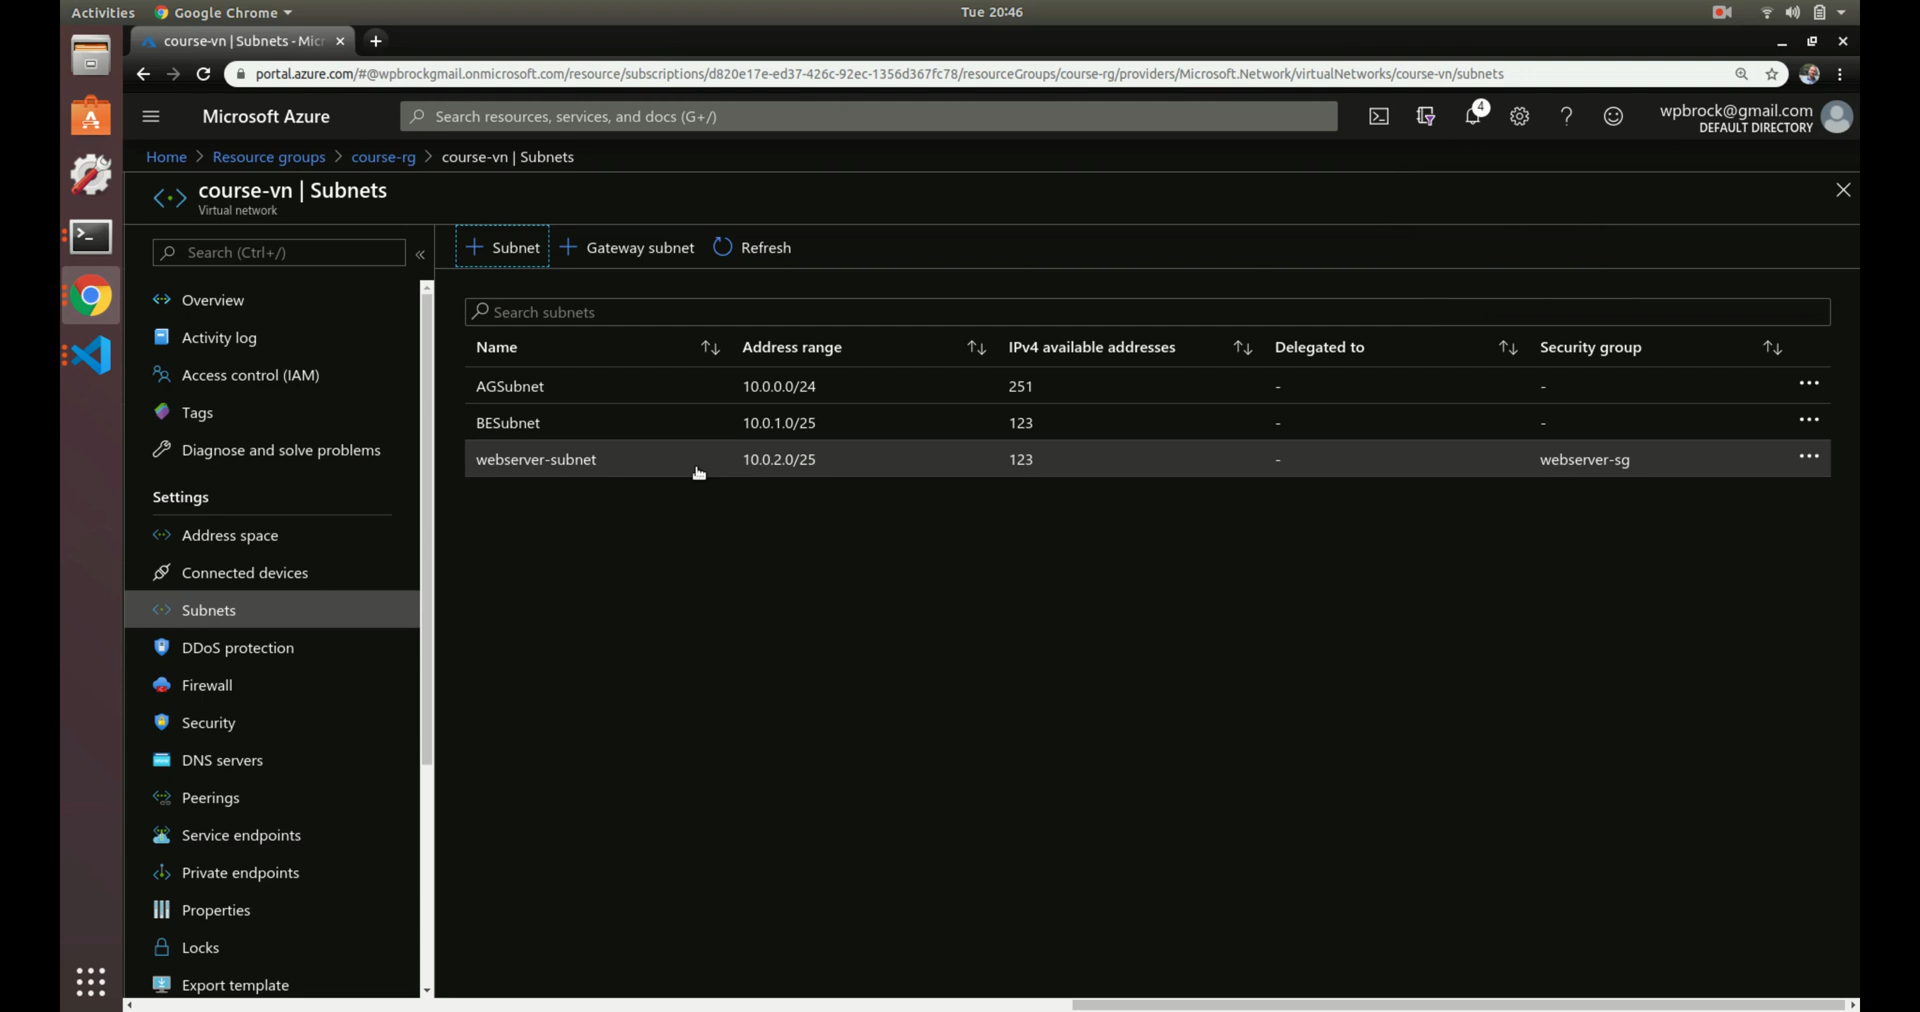 Activities Google Chrome Tue 20:46
course-vn | Subnets - Micr
portal.azure.com/#@wpbrockgmail.onmicrosoft.com/resource/subscriptions/d820e17e-ed37-426c-92ec-1356d367fc78/resourceGroups/course-rg/providers/Microsoft.Network/virtualNetworks/course-vn/subnets
Microsoft Azure Search resources, services, and docs (G+/) 4 wpbrock@gmail.com
DEFAULT DIRECTORY
Home > Resource groups > course-rg > course-vn | Subnets
course-vn | Subnets
Virtual network
Search (Ctrl+/) «
+ Subnet + Gateway subnet Refresh
Overview
Activity log
Access control (IAM)
Tags
Diagnose and solve problems
Settings
Address space
Connected devices
Subnets
DDoS protection
Firewall
Security
DNS servers
Peerings
Service endpoints
Private endpoints
Properties
Locks
Export template
Search subnets
Name Address range IPv4 available addresses Delegated to Security group
AGSubnet 10.0.0.0/24 251 - - ...
BESubnet 10.0.1.0/25 123 - - ...
webserver-subnet 10.0.2.0/25 123 - webserver-sg ...